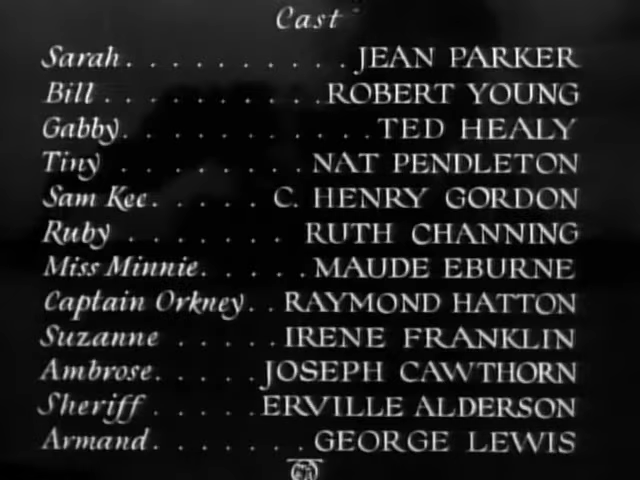 Cast
Sarah. . . . . . . . . . JEAN PARKER
Bill . . . . . . . . . . ROBERT YOUNG
Gabby. . . . . . . . . . . . TED HEALY
Tiny . . . . . . . . . NAT PENDLETON
Sam Kee. . . . . . C. HENRY GORDON
Ruby . . . . . . . RUTH CHANNING
Miss Minnie. . . . . . MAUDE EBURNE
Captain Orkney. . . RAYMOND HATTON
Suzanne . . . . . . IRENE FRANKLIN
Ambrose. . . . . . JOSEPH CAWTHORN
Sheriff . . . . . . ERVILLE ALDERSON
Armand. . . . . . . . GEORGE LEWIS